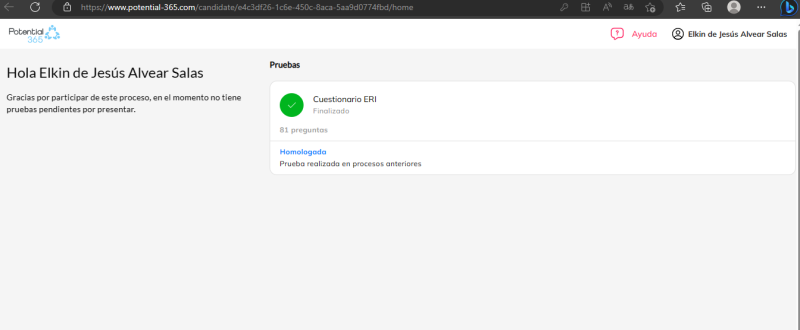 https://www.potential-365.com/candidate/e4c3df26-1c6e-450c-8aca-5aa9d0774fbd/home
Potential
365
Ayuda
Elkin de Jesús Alvear Salas
Hola Elkin de Jesús Alvear Salas
Gracias por participar de este proceso, en el momento no tiene
pruebas pendientes por presentar.
Pruebas
Cuestionario ERI
Finalizado
81 preguntas
Homologada
Prueba realizada en procesos anteriores